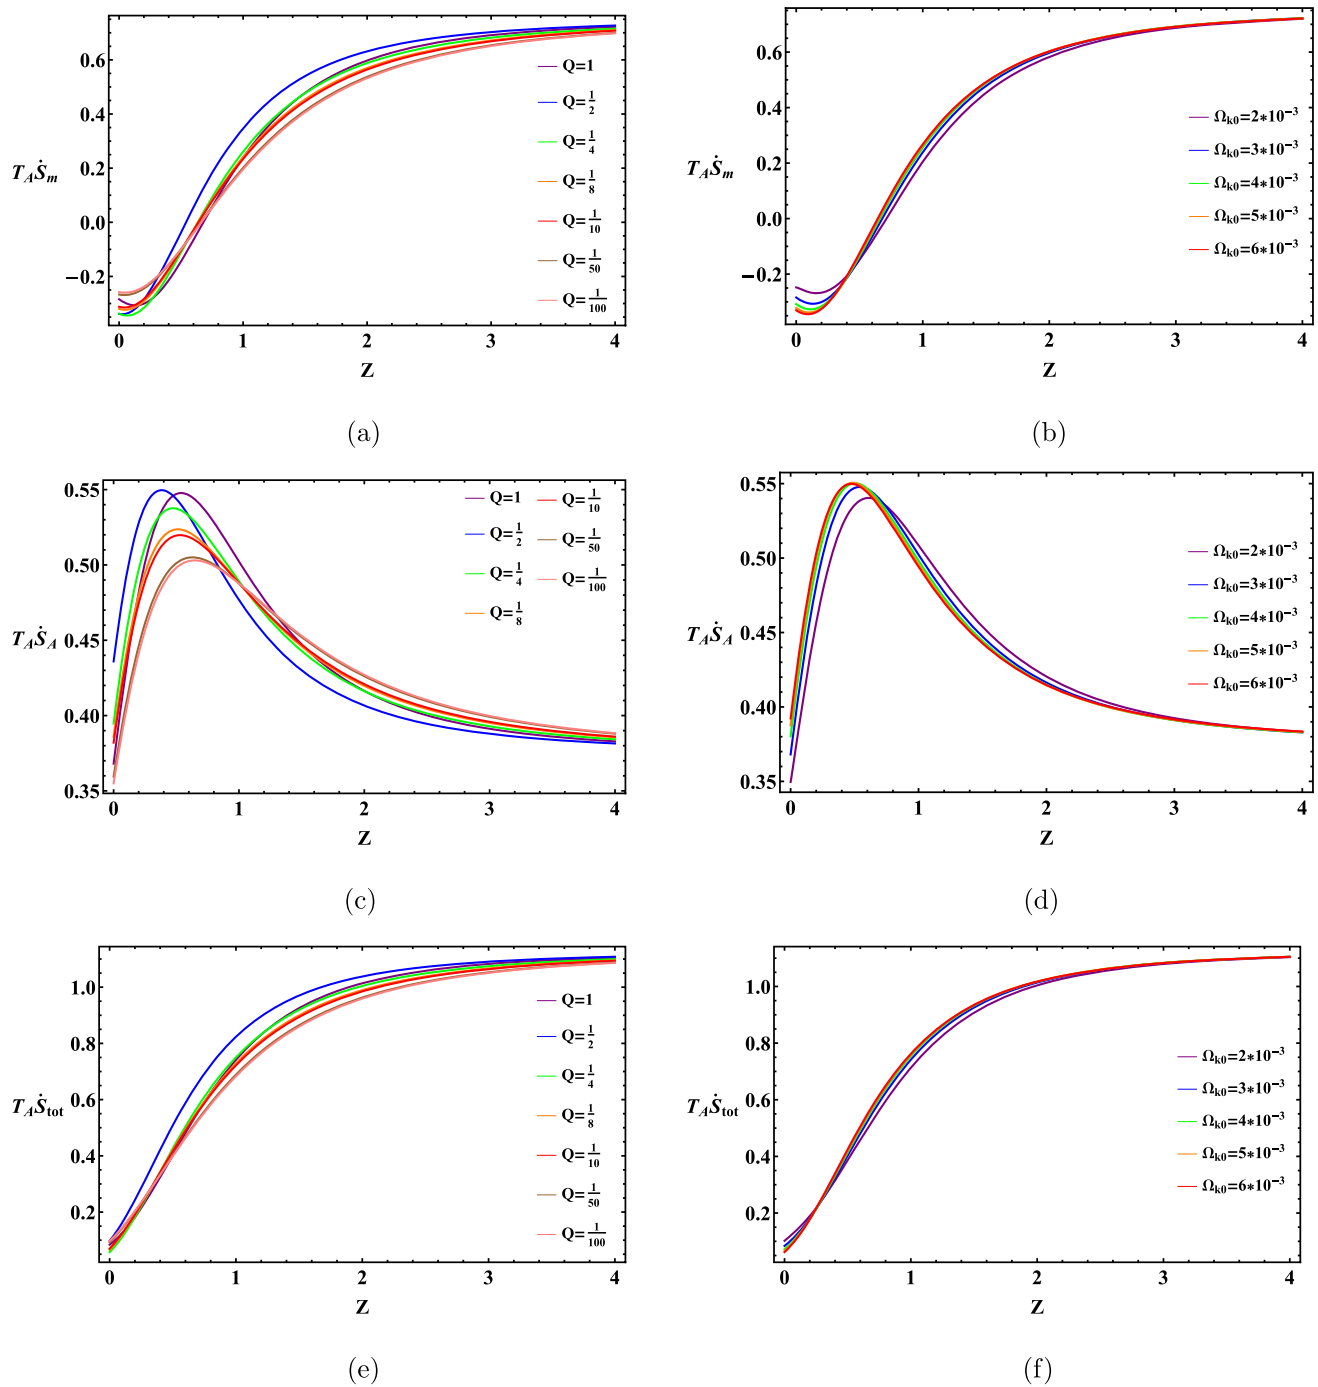 0.6
0.4
0.2
0.0
−0.2
T_A Ṡ_m
0 1 2 3 4
Z
Q=1
Q=1/2
Q=1/4
Q=1/8
Q=1/10
Q=1/50
Q=1/100
(a)
0.6
0.4
0.2
0.0
−0.2
T_A Ṡ_m
0 1 2 3 4
Z
Ω_k0=2*10⁻³
Ω_k0=3*10⁻³
Ω_k0=4*10⁻³
Ω_k0=5*10⁻³
Ω_k0=6*10⁻³
(b)
0.55
0.50
0.45
0.40
0.35
T_A Ṡ_A
0 1 2 3 4
Z
Q=1
Q=1/2
Q=1/4
Q=1/8
Q=1/10
Q=1/50
Q=1/100
(c)
0.55
0.50
0.45
0.40
0.35
T_A Ṡ_A
0 1 2 3 4
Z
Ω_k0=2*10⁻³
Ω_k0=3*10⁻³
Ω_k0=4*10⁻³
Ω_k0=5*10⁻³
Ω_k0=6*10⁻³
(d)
1.0
0.8
0.6
0.4
0.2
T_A Ṡ_tot
0 1 2 3 4
Z
Q=1
Q=1/2
Q=1/4
Q=1/8
Q=1/10
Q=1/50
Q=1/100
(e)
1.0
0.8
0.6
0.4
0.2
T_A Ṡ_tot
0 1 2 3 4
Z
Ω_k0=2*10⁻³
Ω_k0=3*10⁻³
Ω_k0=4*10⁻³
Ω_k0=5*10⁻³
Ω_k0=6*10⁻³
(f)